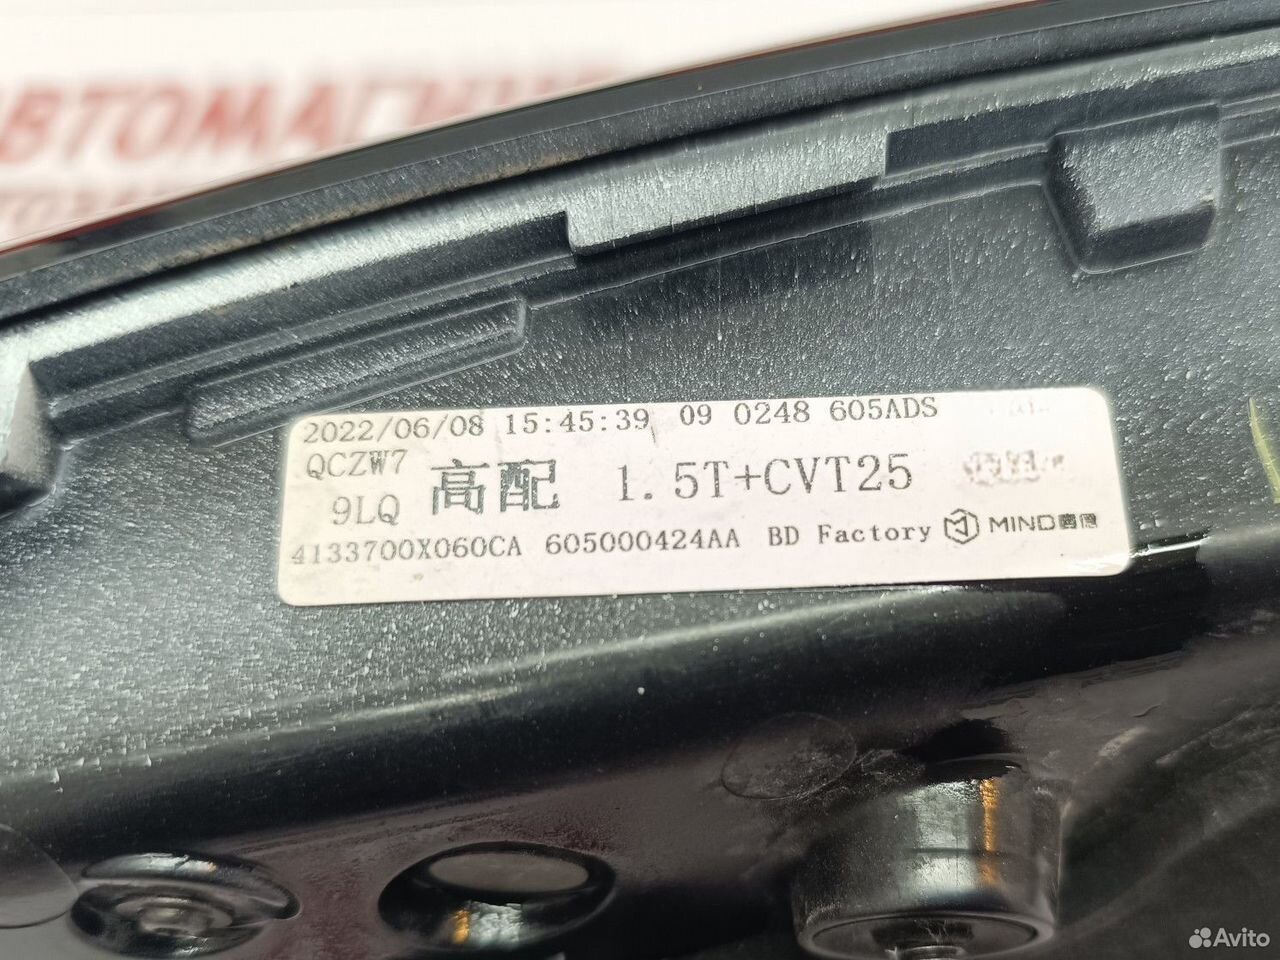 2022/06/08 15:45:39 09 0248 605ADS
QCZW7
9LQ 高配 1.5T+CVT25
4133700X060CA 605000424AA BD Factory MIND
Avito